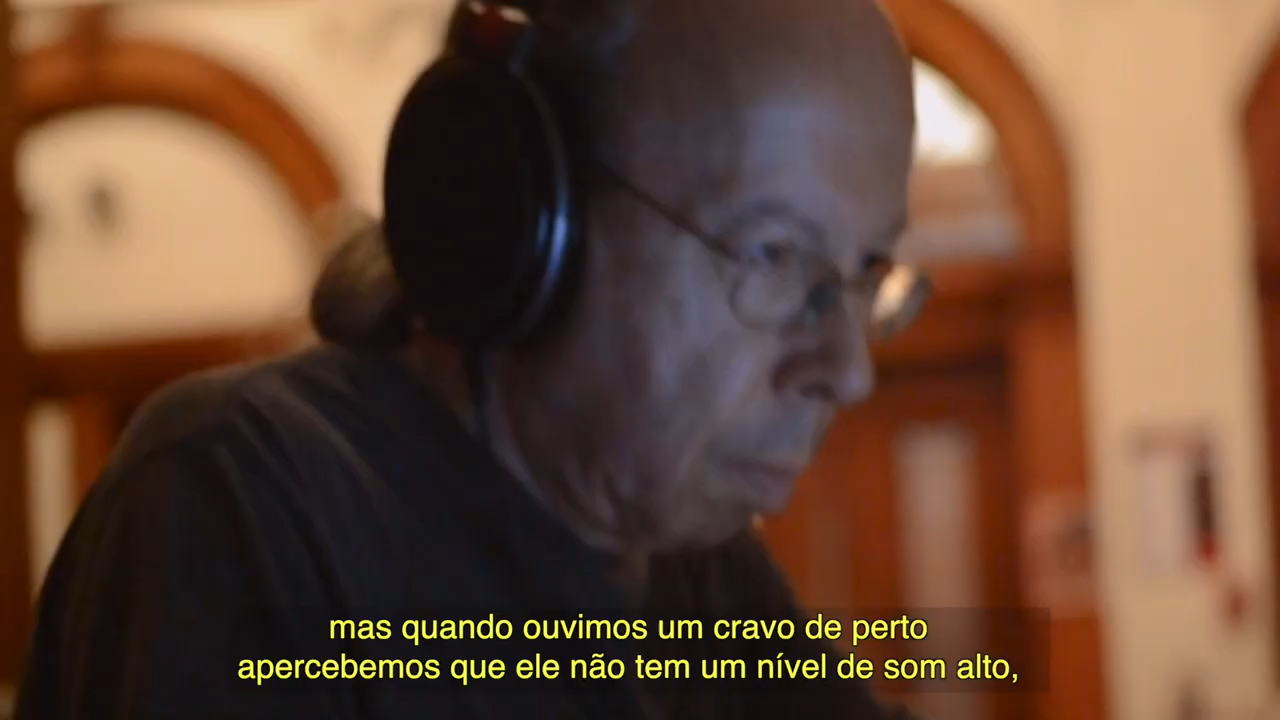 mas quando ouvimos um cravo de perto
apercebemos que ele não tem um nível de som alto,